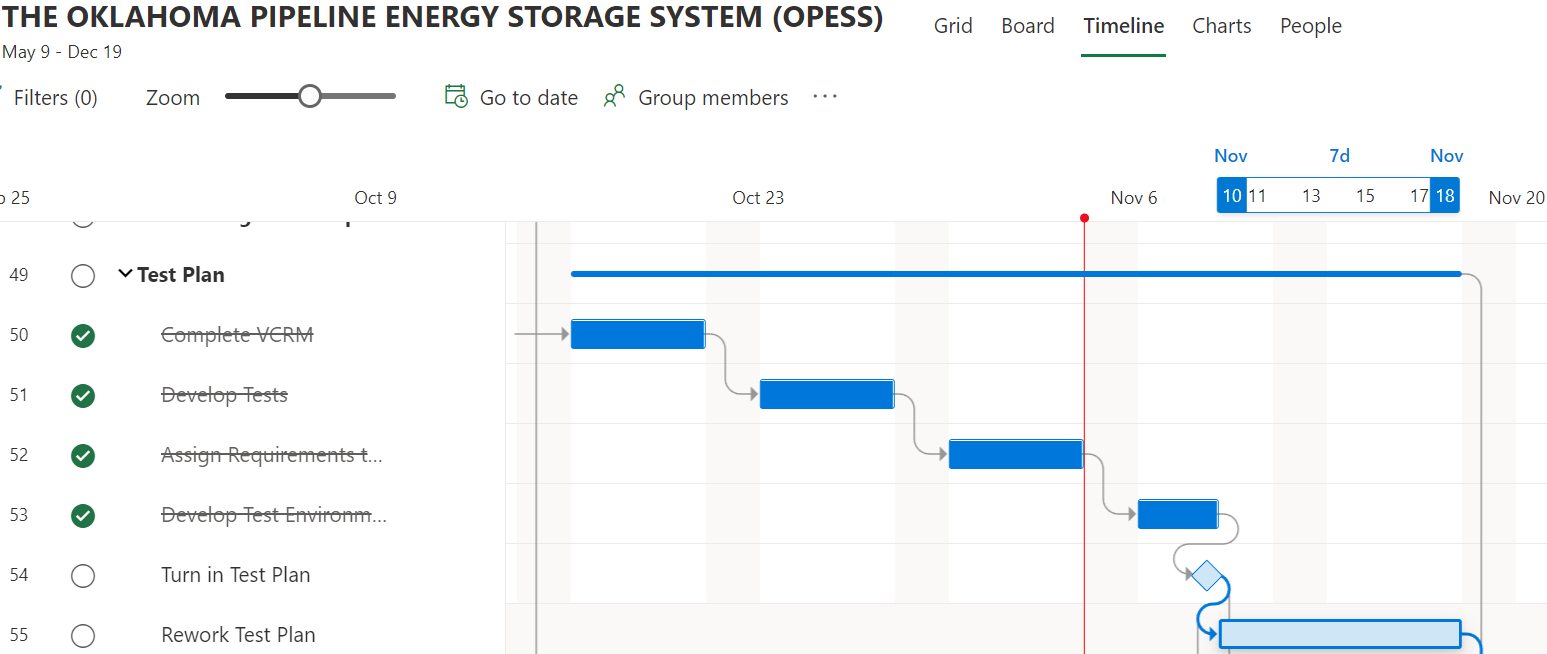 THE OKLAHOMA PIPELINE ENERGY STORAGE SYSTEM (OPESS)
Grid Board Timeline Charts People
May 9 - Dec 19
Filters (0) Zoom Go to date Group members ...
Nov 7d Nov
25 Oct 9 Oct 23 Nov 6 10 11 13 15 17 18 Nov 20
49 Test Plan
50 Complete VCRM
51 Develop Tests
52 Assign Requirements t...
53 Develop Test Environm...
54 Turn in Test Plan
55 Rework Test Plan